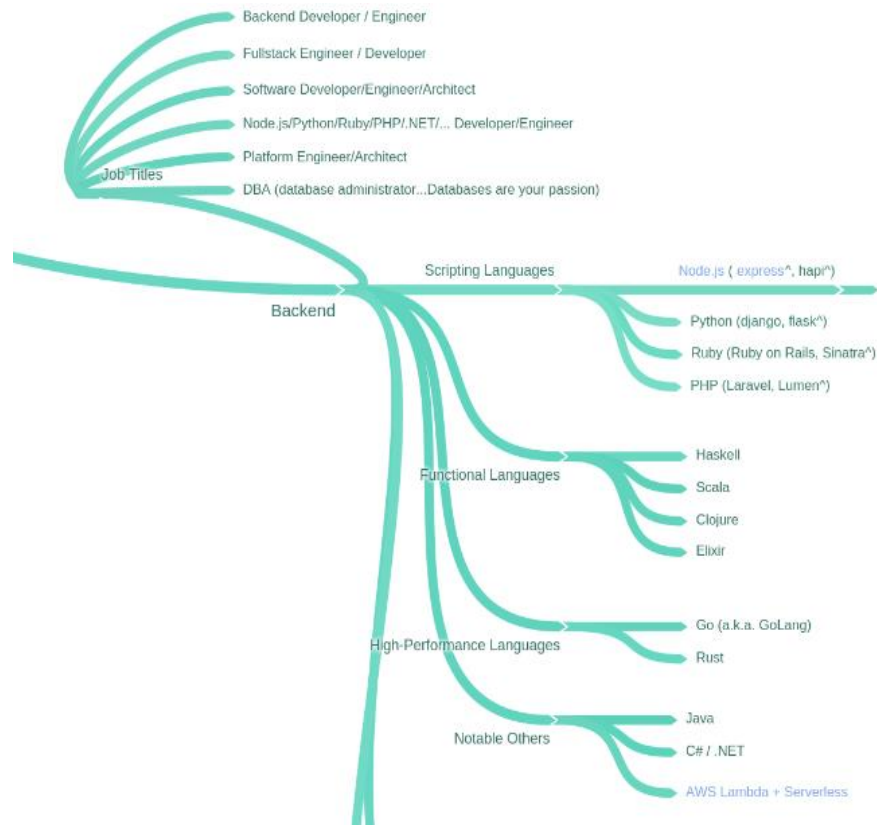 Backend Developer / Engineer
Fullstack Engineer / Developer
Software Developer/Engineer/Architect
Node.js/Python/Ruby/PHP/.NET/... Developer/Engineer
Platform Engineer/Architect
Job Titles
DBA (database administrator...Databases are your passion)
Backend
Scripting Languages
Node.js ( express^, hapi^)
Python (django, flask^)
Ruby (Ruby on Rails, Sinatra^)
PHP (Laravel, Lumen^)
Functional Languages
Haskell
Scala
Clojure
Elixir
High-Performance Languages
Go (a.k.a. GoLang)
Rust
Notable Others
Java
C# / .NET
AWS Lambda + Serverless